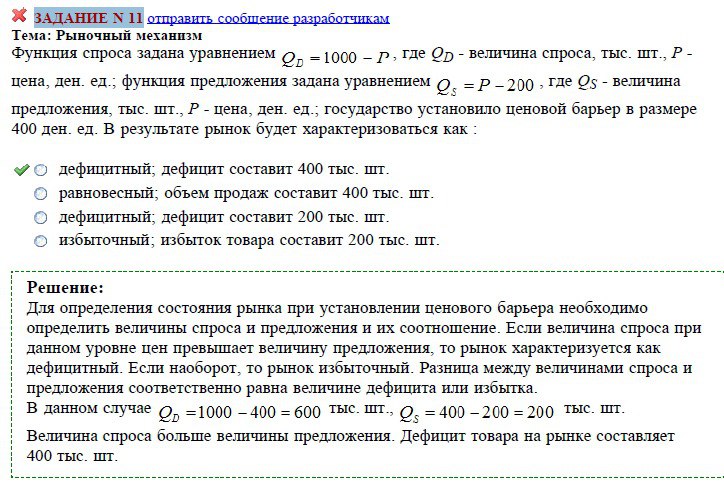 ЗАДАНИЕ N 11 отправить сообщение разработчикам
Тема: Рыночный механизм
Функция спроса задана уравнением Q_D = 1000 − P, где QD - величина спроса, тыс. шт., P -
цена, ден. ед.; функция предложения задана уравнением Q_S = P − 200, где QS - величина
предложения, тыс. шт., P - цена, ден. ед.; государство установило ценовой барьер в размере
400 ден. ед. В результате рынок будет характеризоваться как :
дефицитный; дефицит составит 400 тыс. шт.
равновесный; объем продаж составит 400 тыс. шт.
дефицитный; дефицит составит 200 тыс. шт.
избыточный; избыток товара составит 200 тыс. шт.
Решение:
Для определения состояния рынка при установлении ценового барьера необходимо
определить величины спроса и предложения и их соотношение. Если величина спроса при
данном уровне цен превышает величину предложения, то рынок характеризуется как
дефицитный. Если наоборот, то рынок избыточный. Разница между величинами спроса и
предложения соответственно равна величине дефицита или избытка.
В данном случае Q_D = 1000 − 400 = 600 тыс. шт., Q_S = 400 − 200 = 200 тыс. шт.
Величина спроса больше величины предложения. Дефицит товара на рынке составляет
400 тыс. шт.